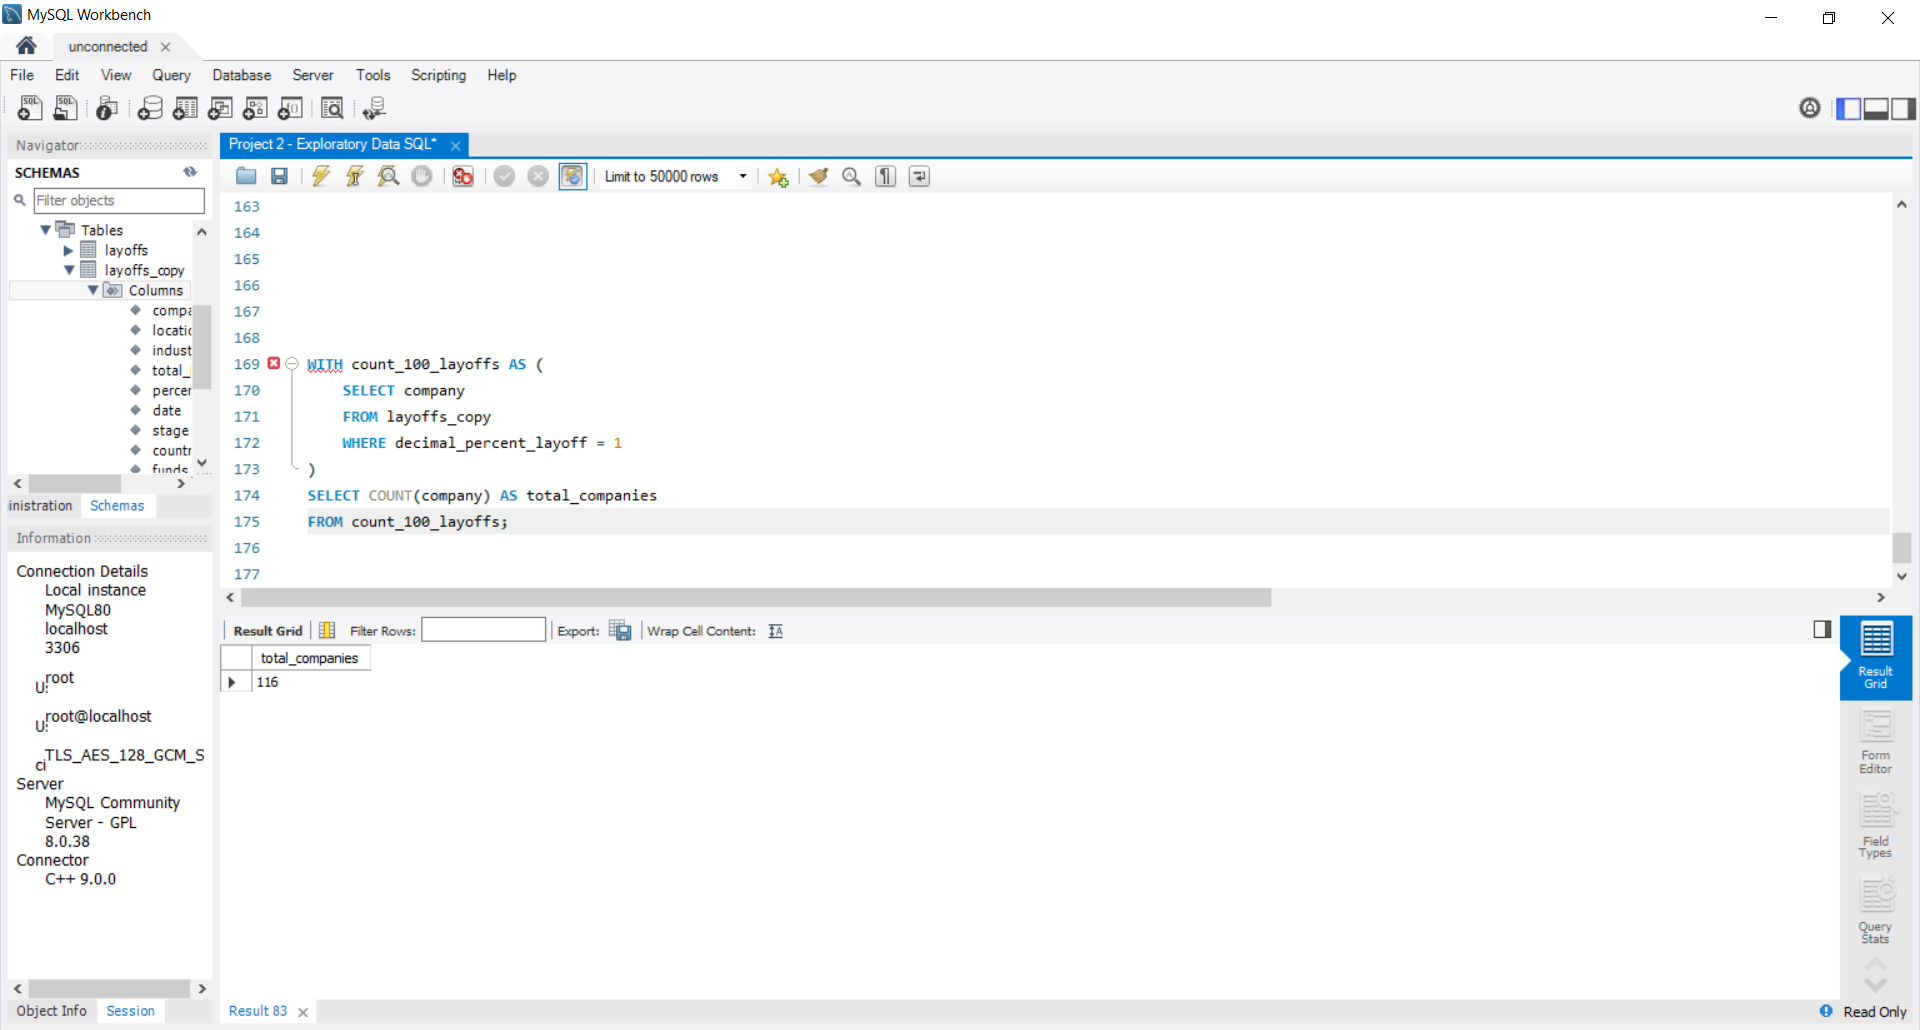 MySQL Workbench
unconnected
File Edit View Query Database Server Tools Scripting Help
Navigator
SCHEMAS
Filter objects
Tables
layoffs
layoffs_copy
Columns
compa
locatic
indust
total_
percer
date
stage
countr
funds
inistration Schemas
Information
Connection Details
Local instance
MySQL80
localhost
3306
root
U:
root@localhost
U:
TLS_AES_128_GCM_S
ci
Server
MySQL Community
Server - GPL
8.0.38
Connector
C++ 9.0.0
Object Info Session
Project 2 - Exploratory Data SQL*
Limit to 50000 rows
163
164
165
166
167
168
169 WITH count_100_layoffs AS (
170 SELECT company
171 FROM layoffs_copy
172 WHERE decimal_percent_layoff = 1
173 )
174 SELECT COUNT(company) AS total_companies
175 FROM count_100_layoffs;
176
177
Result Grid Filter Rows: Export: Wrap Cell Content:
total_companies
116
Result
Grid
Form
Editor
Field
Types
Query
Stats
Result 83
Read Only